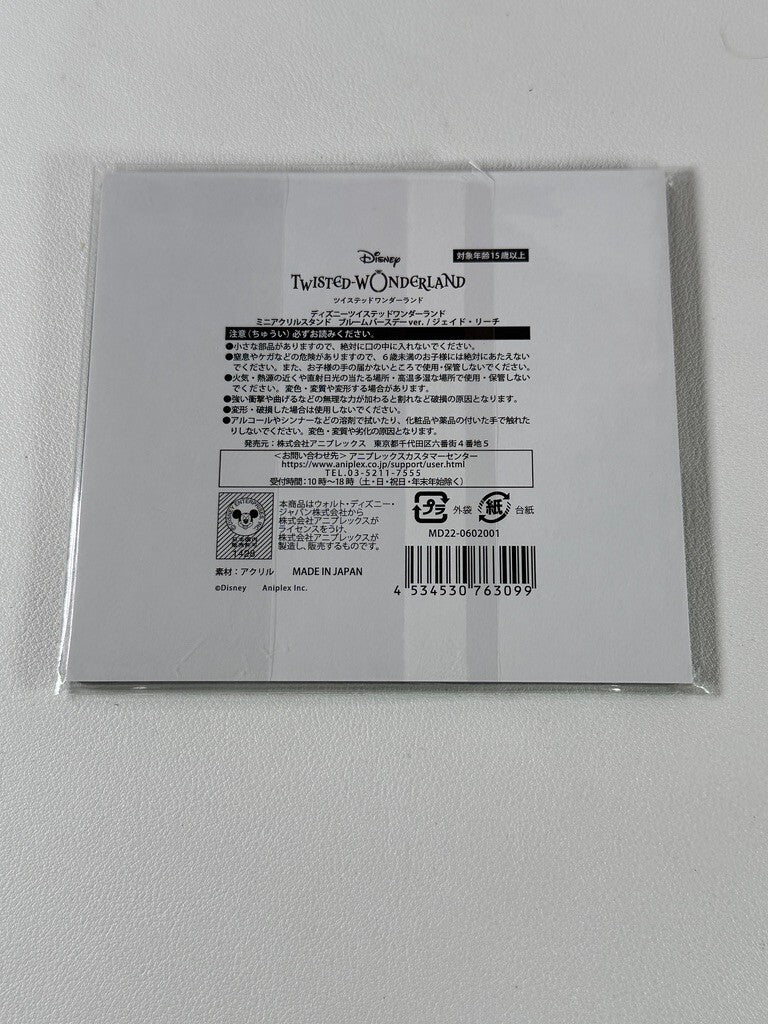 Disney
対象年齢15歳以上
TWISTED-WONDERLAND
ツイステッドワンダーランド
ディズニーツイステッドワンダーランド
ミニアクリルスタンド ブルームバースデーver. / ジェイド・リーチ
注意(ちゅうい)必ずお読みください。
●小さな部品がありますので、絶対に口の中に入れないでください。
●窒息やケガなどの危険がありますので、6歳未満のお子様には絶対にあたえない
でください。また、お子様の手の届かないところで使用・保管しないでください。
●火気・熱源の近くや直射日光の当たる場所・高温多湿な場所で使用・保管しない
でください。変色・変質や変形する場合があります。
●強い衝撃や曲げるなどの無理な力が加わると割れなど破損の原因となります。
●変形・破損した場合は使用しないでください。
●アルコールやシンナーなどの溶剤で拭いたり、化粧品や薬品の付いた手で触れた
りしないでください。変色・変質や劣化の原因となります。
発売元:株式会社アニプレックス 東京都千代田区六番街4番地5
<お問い合わせ先> アニプレックスカスタマーセンター
https://www.aniplex.co.jp/support/user.html
TEL.03-5211-7555
受付時間:10時〜18時(土・日・祝日・年末年始除く)
本商品はウォルト・ディズニー・
ジャパン株式会社から
株式会社アニプレックスが
ライセンスをうけ、
株式会社アニプレックスが
製造し、販売するものです。
1428
プラ 外袋 紙 台紙
MD22-0602001
素材:アクリル MADE IN JAPAN
©Disney Aniplex Inc.
4 534530 763099